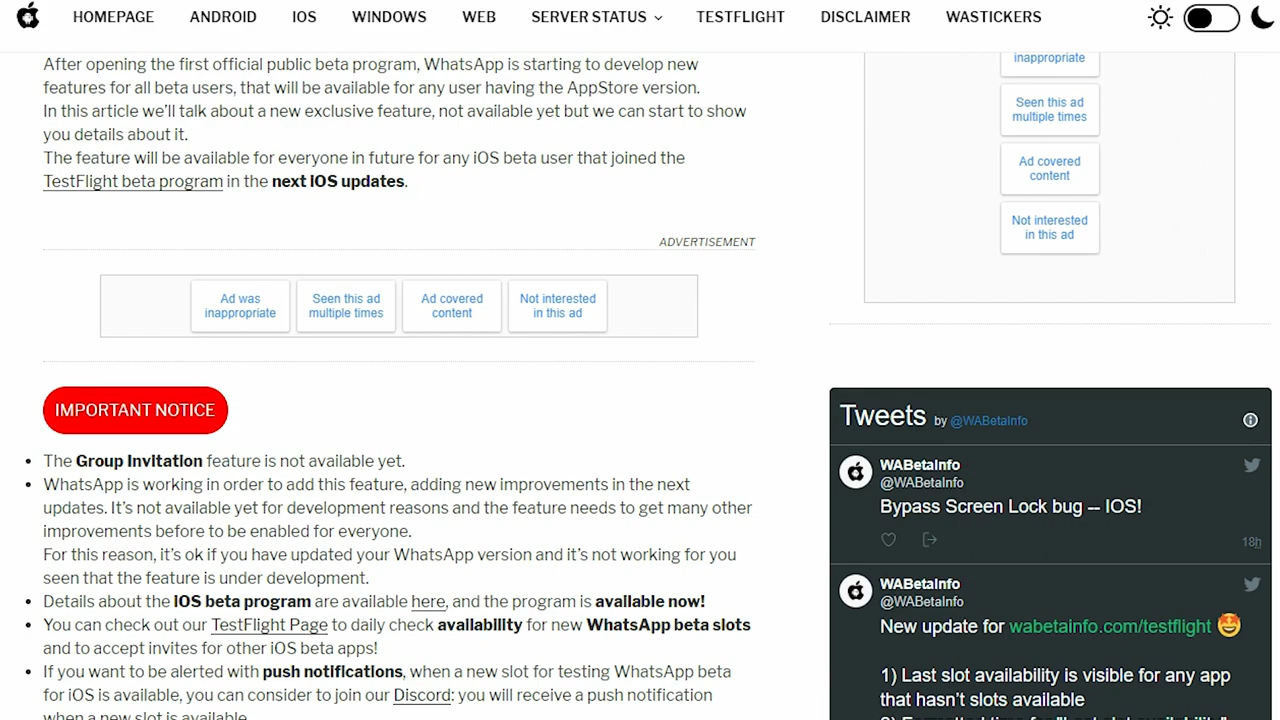 HOMEPAGE ANDROID IOS WINDOWS WEB SERVER STATUS TESTFLIGHT DISCLAIMER WASTICKERS
After opening the first official public beta program, WhatsApp is starting to develop new
features for all beta users, that will be available for any user having the AppStore version.
In this article we'll talk about a new exclusive feature, not available yet but we can start to show
you details about it.
The feature will be available for everyone in future for any iOS beta user that joined the
TestFlight beta program in the next iOS updates.
ADVERTISEMENT
Ad was
inappropriate
Seen this ad
multiple times
Ad covered
content
Not interested
in this ad
IMPORTANT NOTICE
• The Group Invitation feature is not available yet.
• WhatsApp is working in order to add this feature, adding new improvements in the next
updates. It's not available yet for development reasons and the feature needs to get many other
improvements before to be enabled for everyone.
For this reason, it's ok if you have updated your WhatsApp version and it's not working for you
seen that the feature is under development.
• Details about the iOS beta program are available here, and the program is available now!
• You can check out our TestFlight Page to daily check availability for new WhatsApp beta slots
and to accept invites for other iOS beta apps!
• If you want to be alerted with push notifications, when a new slot for testing WhatsApp beta
for iOS is available, you can consider to join our Discord: you will receive a push notification
when a new slot is available.
inappropriate
Seen this ad
multiple times
Ad covered
content
Not interested
in this ad
Tweets by @WABetaInfo
WABetaInfo
@WABetaInfo
Bypass Screen Lock bug -- IOS!
18h
WABetaInfo
@WABetaInfo
New update for wabetainfo.com/testflight 🤩
1) Last slot availability is visible for any app
that hasn't slots available